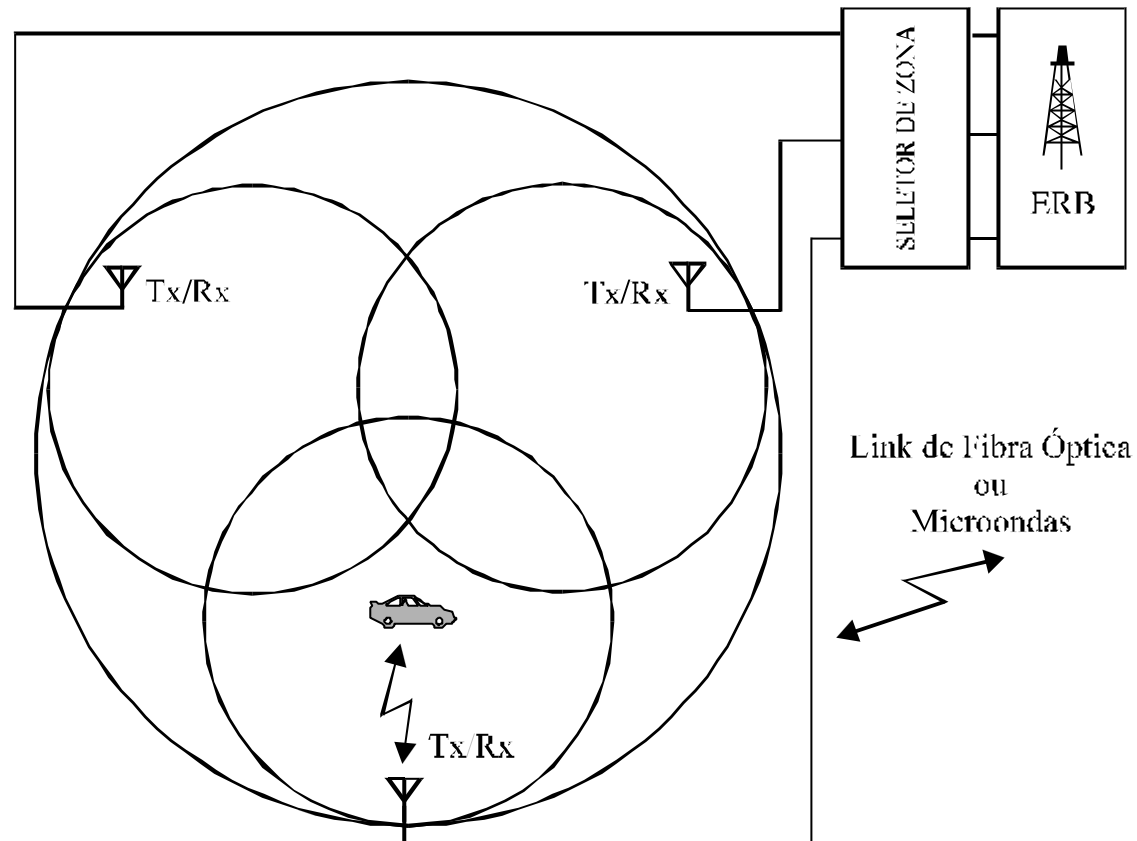 SELETOR DE ZONA
ERB
Tx/Rx
Tx/Rx
Link de Fibra Óptica
ou
Microondas
Tx/Rx